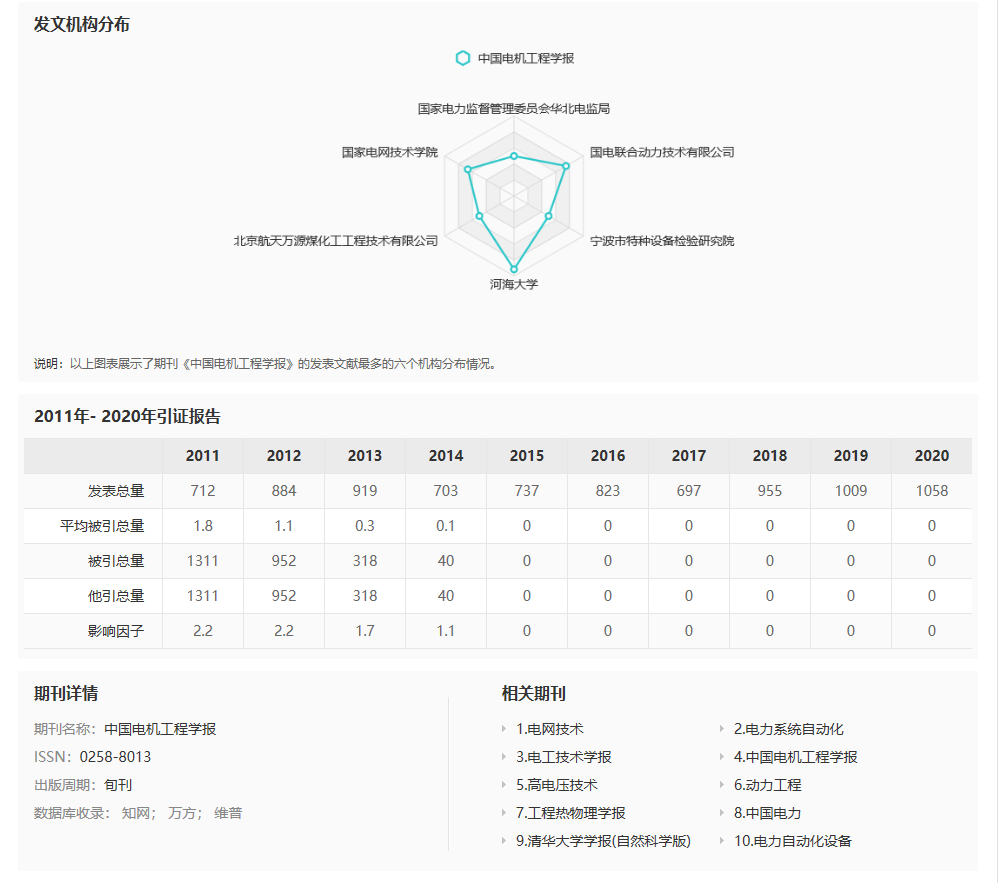 发文机构分布
中国电机工程学报
国家电力监督管理委员会华北电监局
国家电网技术学院
国电联合动力技术有限公司
北京航天万源煤化工工程技术有限公司
宁波市特种设备检验研究院
河海大学
说明：以上图表展示了期刊《中国电机工程学报》的发表文献最多的六个机构分布情况。
2011年- 2020年引证报告
2011 2012 2013 2014 2015 2016 2017 2018 2019 2020
发表总量 712 884 919 703 737 823 697 955 1009 1058
平均被引总量 1.8 1.1 0.3 0.1 0 0 0 0 0 0
被引总量 1311 952 318 40 0 0 0 0 0 0
他引总量 1311 952 318 40 0 0 0 0 0 0
影响因子 2.2 2.2 1.7 1.1 0 0 0 0 0 0
期刊详情
期刊名称：中国电机工程学报
ISSN：0258-8013
出版周期：旬刊
数据库收录： 知网； 万方； 维普
相关期刊
1.电网技术 2.电力系统自动化
3.电工技术学报 4.中国电机工程学报
5.高电压技术 6.动力工程
7.工程热物理学报 8.中国电力
9.清华大学学报(自然科学版) 10.电力自动化设备